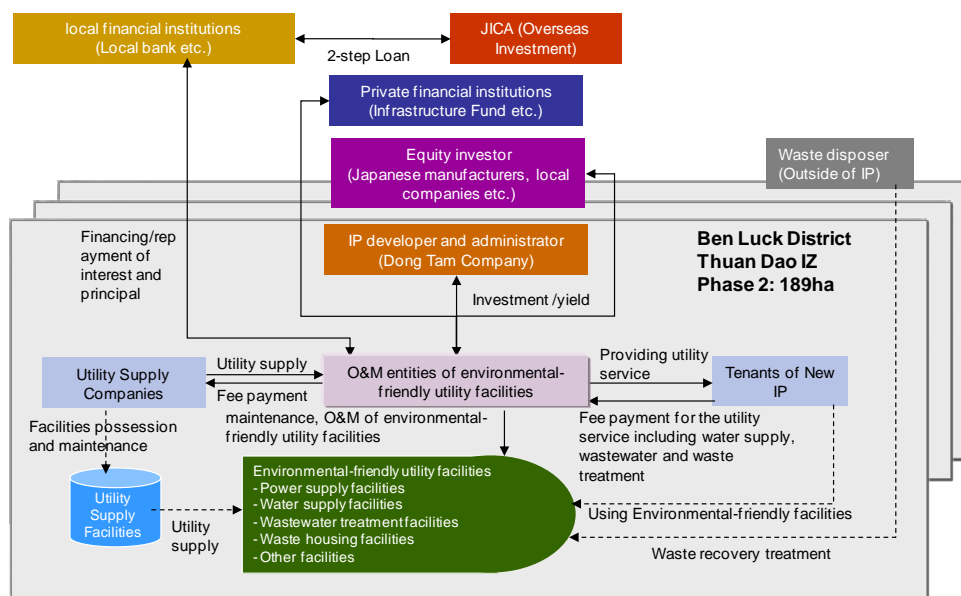 local financial institutions
(Local bank etc.)
JICA (Overseas
Investment)
2-step Loan
Private financial institutions
(Infrastructure Fund etc.)
Equity investor
(Japanese manufacturers, local
companies etc.)
Waste disposer
(Outside of IP)
IP developer and administrator
(Dong Tam Company)
Ben Luck District
Thuan Dao IZ
Phase 2: 189ha
Financing/rep
ayment of
interest and
principal
Investment /yield
Utility Supply
Companies
Utility supply
Fee payment
O&M entities of environmental-
friendly utility facilities
Providing utility
service
Tenants of New
IP
maintenance, O&M of environmental-
friendly utility facilities
Fee payment for the utility
service including water supply,
wastewater and waste
treatment
Facilities possession
and maintenance
Utility
Supply
Facilities
Utility
supply
Environmental-friendly utility facilities
- Power supply facilities
- Water supply facilities
- Wastewater treatment facilities
- Waste housing facilities
- Other facilities
Using Environmental-friendly facilities
Waste recovery treatment